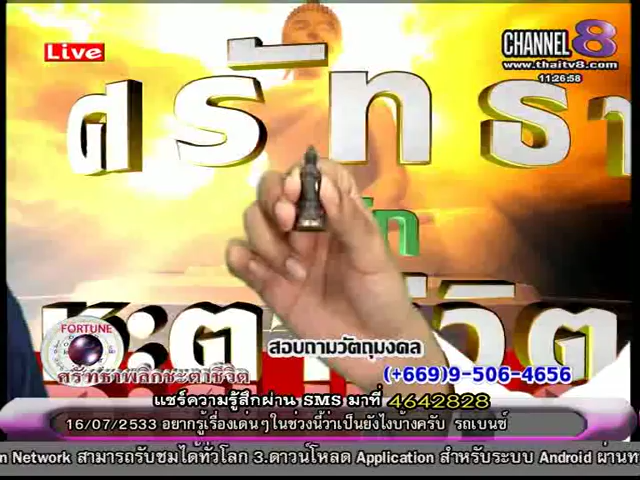 Live
CHANNEL 8
www.thaitv8.com
11:26:58
ศรัทธา
FORTUNE
ศรัทธาพลิกชะตาชีวิต
สอบถามวัตถุมงคล
(+669)9-506-4656
แชร์ความรู้สึกผ่าน SMS มาที่ 4642828
16/07/2533 อยากรู้เรื่องเด่นๆในช่วงนี้ว่าเป็นยังไงบ้างครับ รถเบนซ์
Network สามารถรับชมได้ทั่วโลก 3.ดาวน์โหลด Application สำหรับระบบ Android ผ่านทา